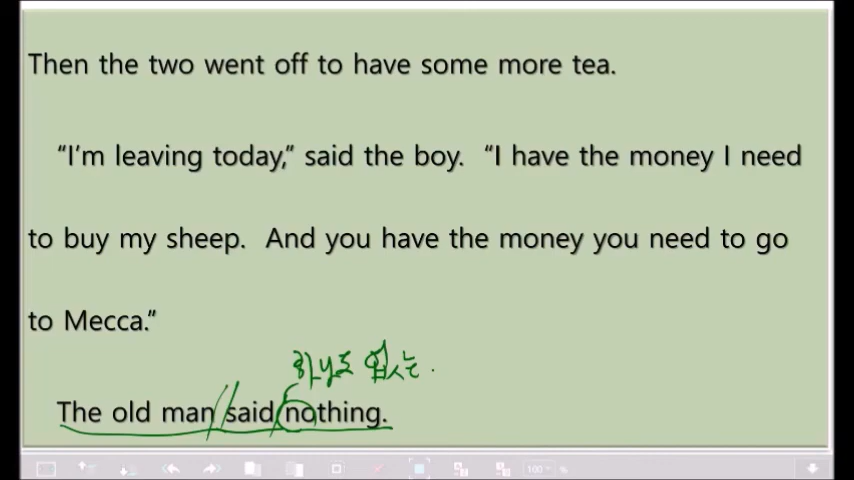 Then the two went off to have some more tea.
“I’m leaving today,” said the boy. “I have the money I need
to buy my sheep. And you have the money you need to go
to Mecca.”
하나도 없는.
The old man // said / nothing.
100 %